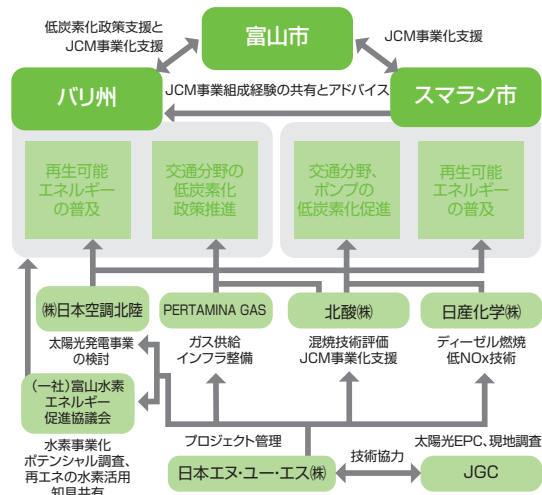 低炭素化政策支援と
JCM事業化支援
富山市
JCM事業化支援
バリ州
JCM事業組成経験の共有とアドバイス
スマラン市
再生可能
エネルギー
の普及
交通分野の
低炭素化
政策推進
交通分野、
ポンプの
低炭素化促進
再生可能
エネルギー
の普及
㈱日本空調北陸
PERTAMINA GAS
北酸㈱
日産化学㈱
太陽光発電事業
の検討
ガス供給
インフラ整備
混焼技術評価
JCM事業化支援
ディーゼル燃焼
低NOx技術
(一社)富山水素
エネルギー
促進協議会
水素事業化
ポテンシャル調査、
再エネの水素活用
知見共有
プロジェクト管理
日本エヌ・ユー・エス㈱
技術協力
太陽光EPC、現地調査
JGC